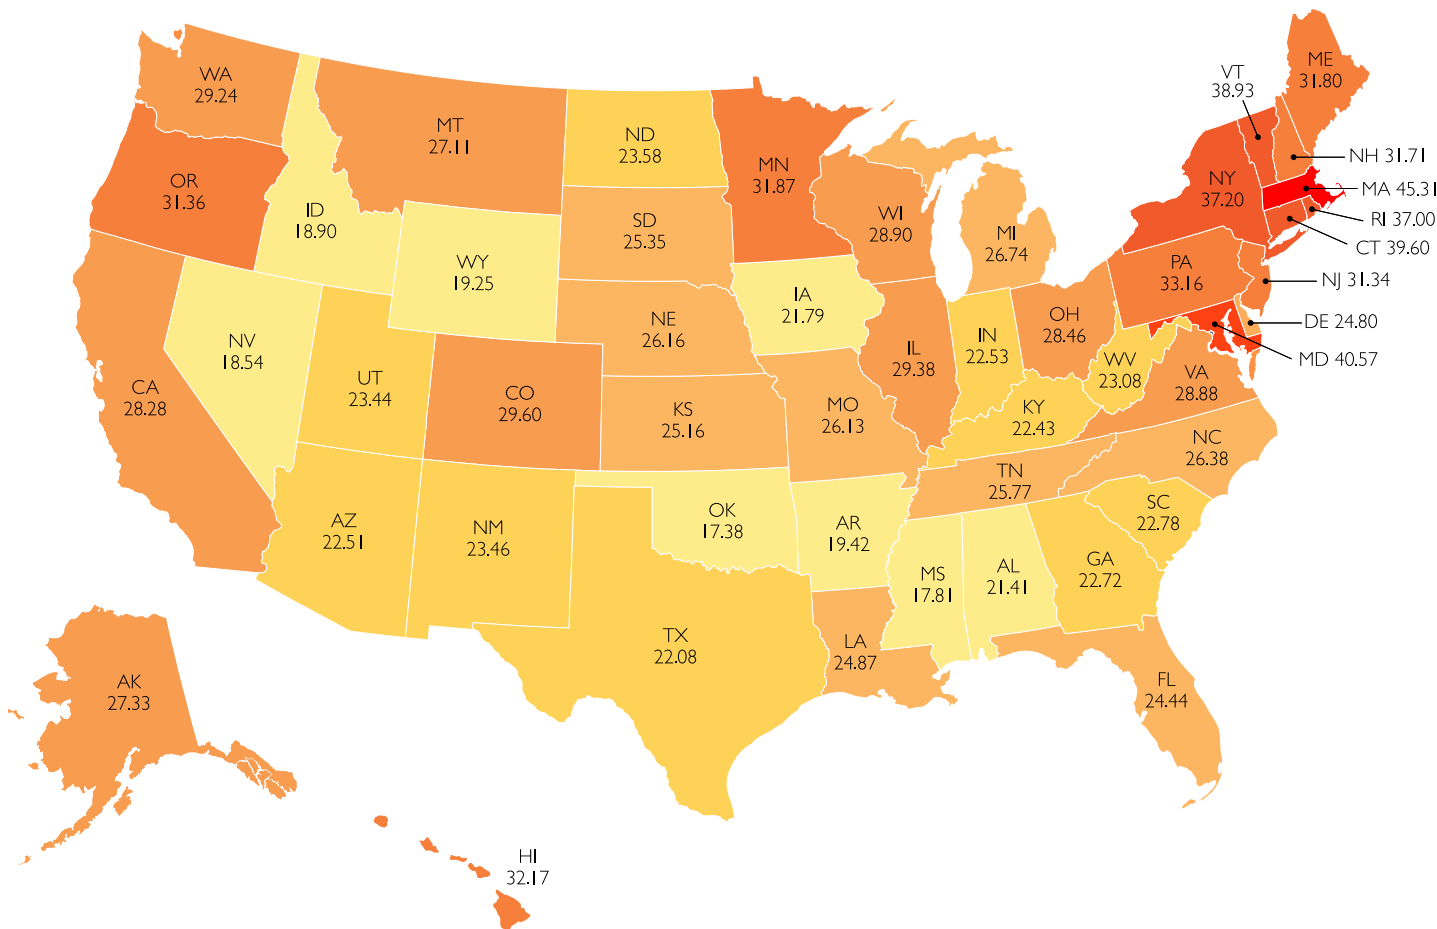 WA
29.24
OR
31.36
CA
28.28
ID
18.90
NV
18.54
MT
27.11
WY
19.25
UT
23.44
CO
29.60
AZ
22.51
NM
23.46
ND
23.58
SD
25.35
NE
26.16
KS
25.16
OK
17.38
TX
22.08
MN
31.87
IA
21.79
MO
26.13
AR
19.42
LA
24.87
WI
28.90
IL
29.38
MI
26.74
IN
22.53
OH
28.46
KY
22.43
TN
25.77
MS
17.81
AL
21.41
GA
22.72
FL
24.44
SC
22.78
NC
26.38
VA
28.88
WV
23.08
PA
33.16
NY
37.20
VT
38.93
ME
31.80
NH 31.71
MA 45.31
RI 37.00
CT 39.60
NJ 31.34
DE 24.80
MD 40.57
AK
27.33
HI
32.17